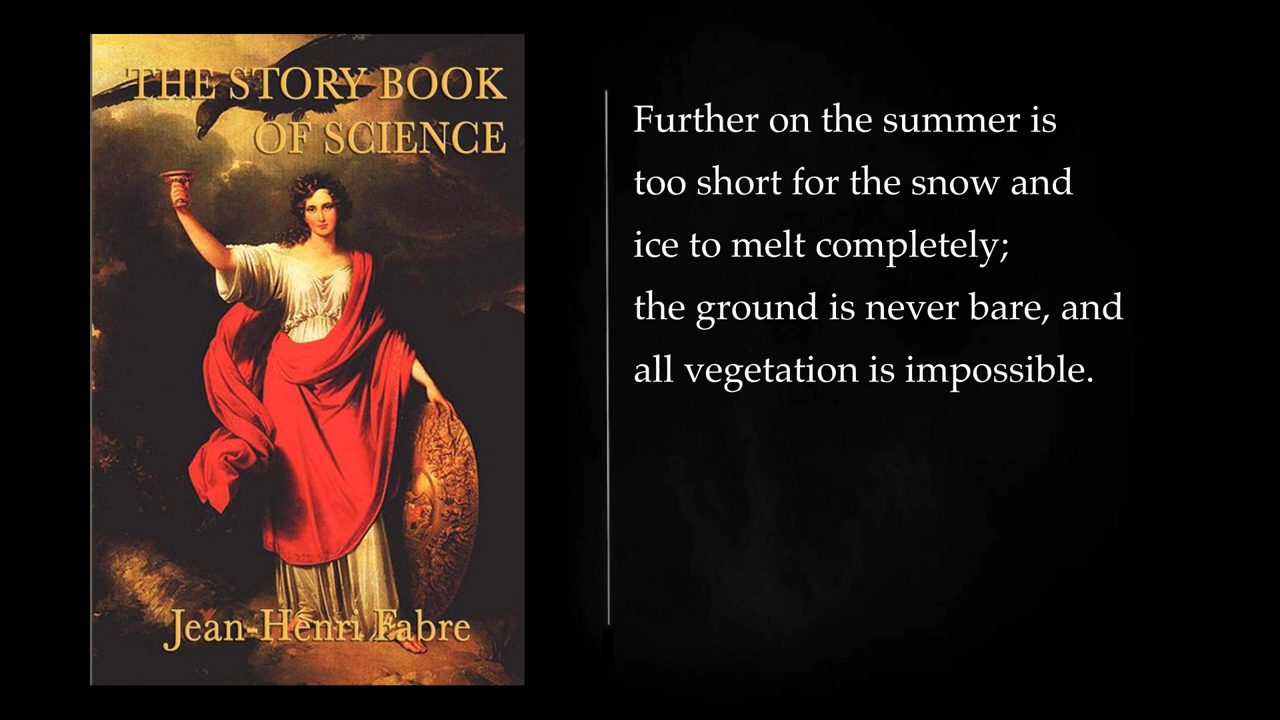 THE STORY BOOK
OF SCIENCE
Jean-Henri Fabre
Further on the summer is
too short for the snow and
ice to melt completely;
the ground is never bare, and
all vegetation is impossible.